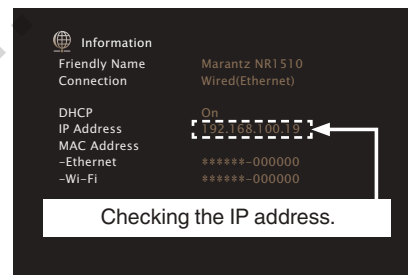 Information
Friendly Name Marantz NR1510
Connection Wired(Ethernet)
DHCP On
IP Address 192.168.100.19
MAC Address
-Ethernet ******-000000
-Wi-Fi ******-000000
Checking the IP address.